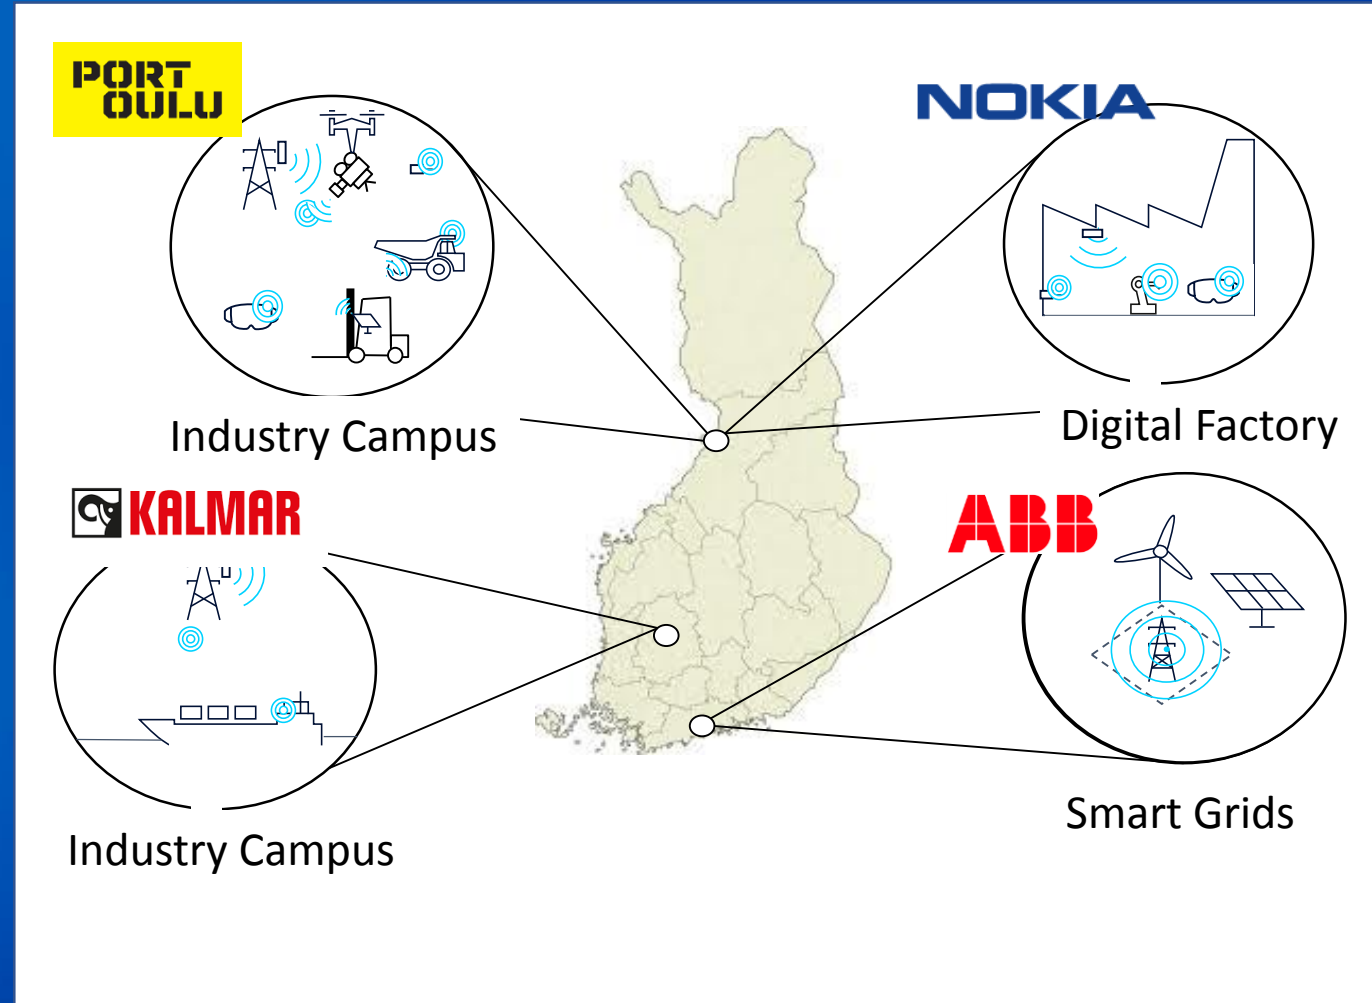 PORT
OULU
NOKIA
Industry Campus
Digital Factory
KALMAR
ABB
Smart Grids
Industry Campus